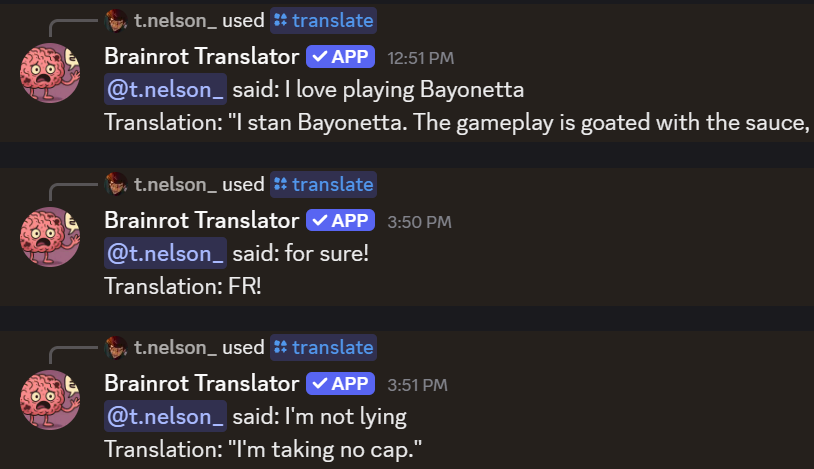 t.nelson_ used translate
Brainrot Translator APP 12:51 PM
@t.nelson_ said: I love playing Bayonetta
Translation: "I stan Bayonetta. The gameplay is goated with the sauce,
t.nelson_ used translate
Brainrot Translator APP 3:50 PM
@t.nelson_ said: for sure!
Translation: FR!
t.nelson_ used translate
Brainrot Translator APP 3:51 PM
@t.nelson_ said: I'm not lying
Translation: "I'm taking no cap."